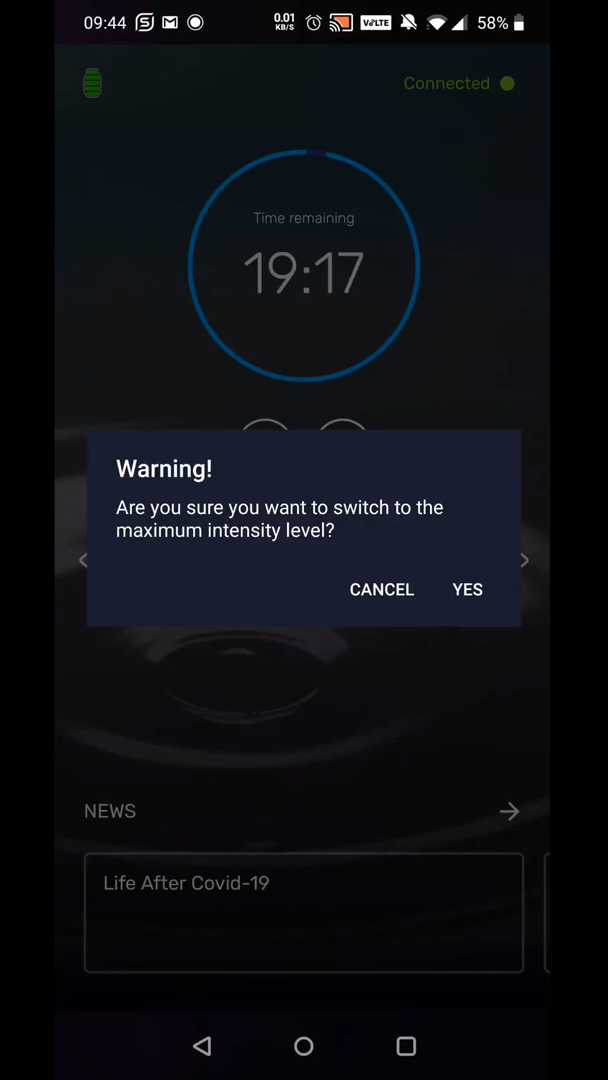 09:44
0.01
KB/S
VoLTE
58%
Connected
Time remaining
19:17
Warning!
Are you sure you want to switch to the
maximum intensity level?
CANCEL YES
NEWS
Life After Covid-19